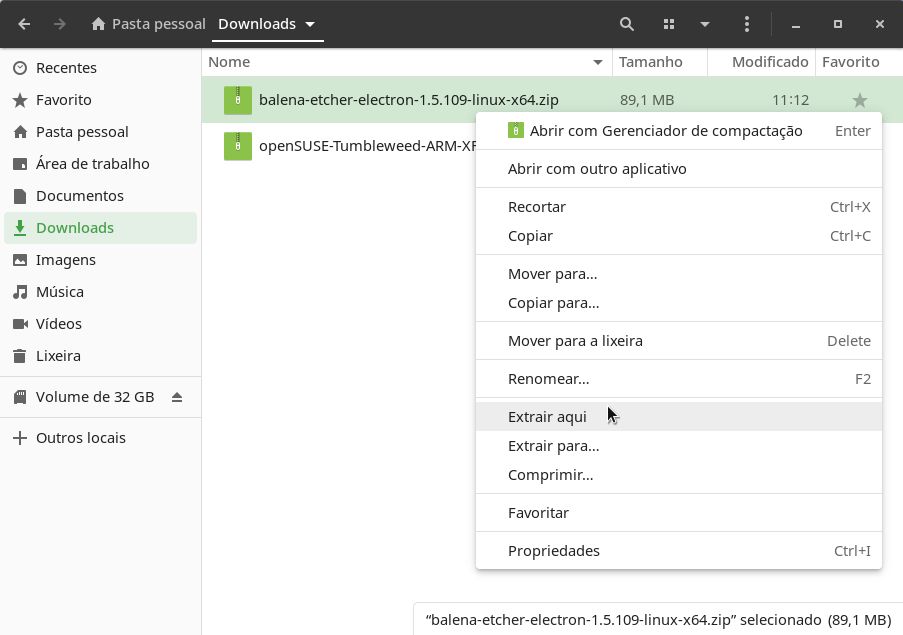 Pasta pessoal Downloads
Nome Tamanho Modificado Favorito
Recentes
Favorito
Pasta pessoal
Área de trabalho
Documentos
Downloads
Imagens
Música
Vídeos
Lixeira
Volume de 32 GB
Outros locais
balena-etcher-electron-1.5.109-linux-x64.zip 89,1 MB 11:12
openSUSE-Tumbleweed-ARM-XF
Abrir com Gerenciador de compactação Enter
Abrir com outro aplicativo
Recortar Ctrl+X
Copiar Ctrl+C
Mover para...
Copiar para...
Mover para a lixeira Delete
Renomear... F2
Extrair aqui
Extrair para...
Comprimir...
Favoritar
Propriedades Ctrl+I
“balena-etcher-electron-1.5.109-linux-x64.zip” selecionado (89,1 MB)